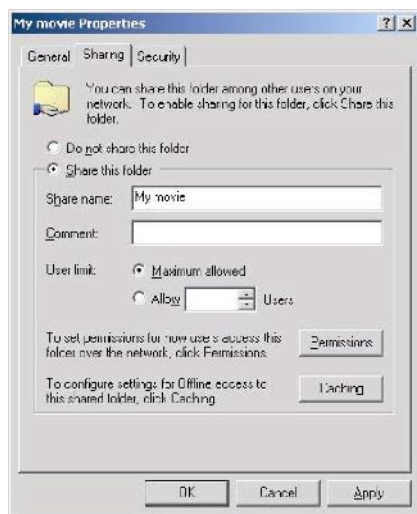 My movie Properties
? ×
General Sharing Security
You can share this folder among other users on your
network. To enable sharing for this folder, click Share this
folder.
Do not share this folder
Share this folder
Share name: My movie
Comment:
User limit: Maximum allowed
Allow Users
To set permissions for how users access this
folder over the network, click Permissions.
Permissions
To configure settings for Offline access to
this shared folder, click Caching.
Caching
OK Cancel Apply